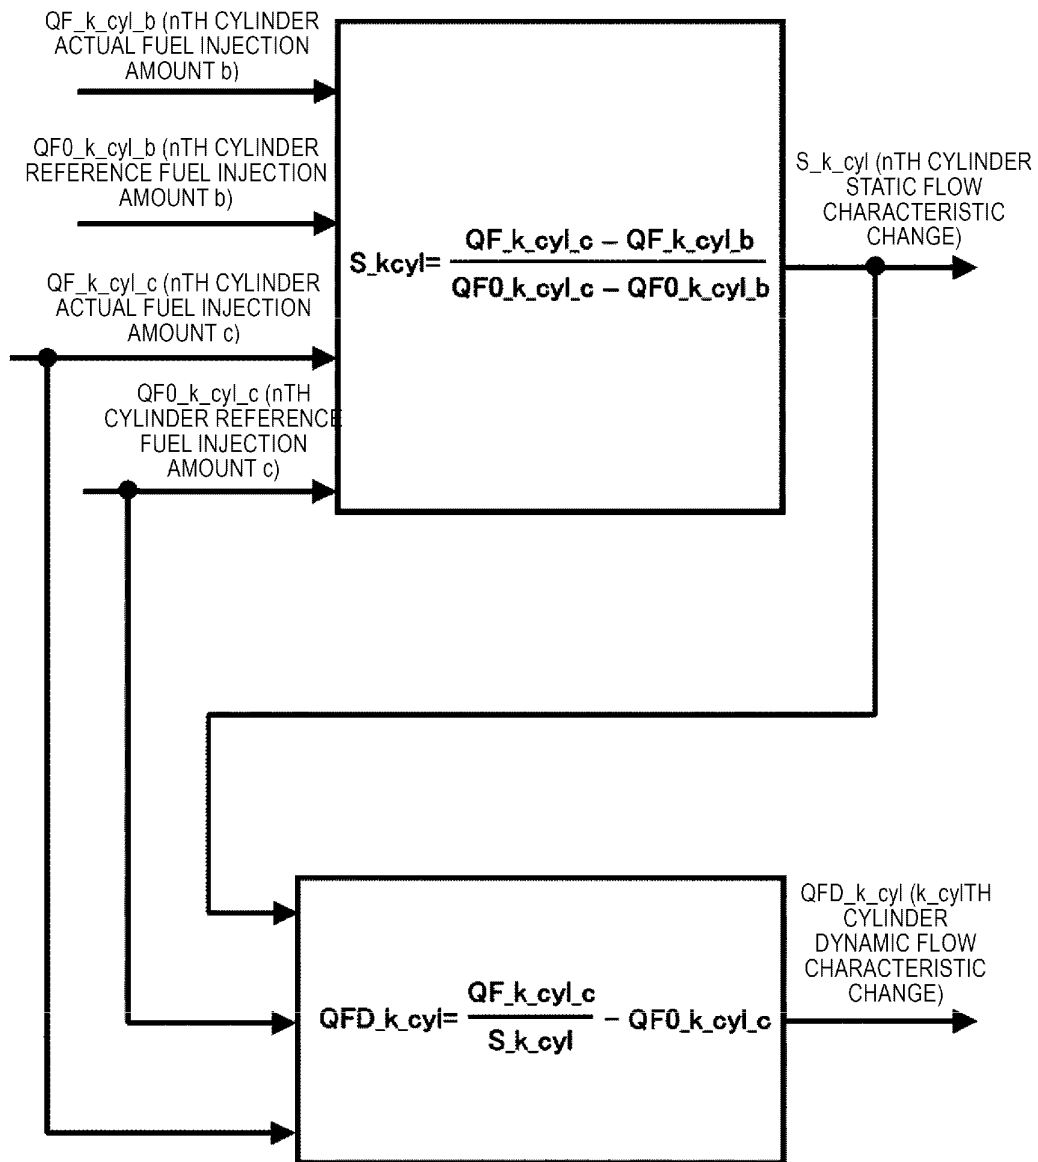 QF_k_cyl_b (nTH CYLINDER
ACTUAL FUEL INJECTION
AMOUNT b)
QF0_k_cyl_b (nTH CYLINDER
REFERENCE FUEL INJECTION
AMOUNT b)
QF_k_cyl_c (nTH CYLINDER
ACTUAL FUEL INJECTION
AMOUNT c)
QF0_k_cyl_c (nTH
CYLINDER REFERENCE
FUEL INJECTION
AMOUNT c)
QF_k_cyl_c – QF_k_cyl_b
S_kcyl=
QF0_k_cyl_c – QF0_k_cyl_b
S_k_cyl (nTH CYLINDER
STATIC FLOW
CHARACTERISTIC
CHANGE)
QF_k_cyl_c
QFD_k_cyl= – QF0_k_cyl_c
S_k_cyl
QFD_k_cyl (k_cylTH
CYLINDER
DYNAMIC FLOW
CHARACTERISTIC
CHANGE)